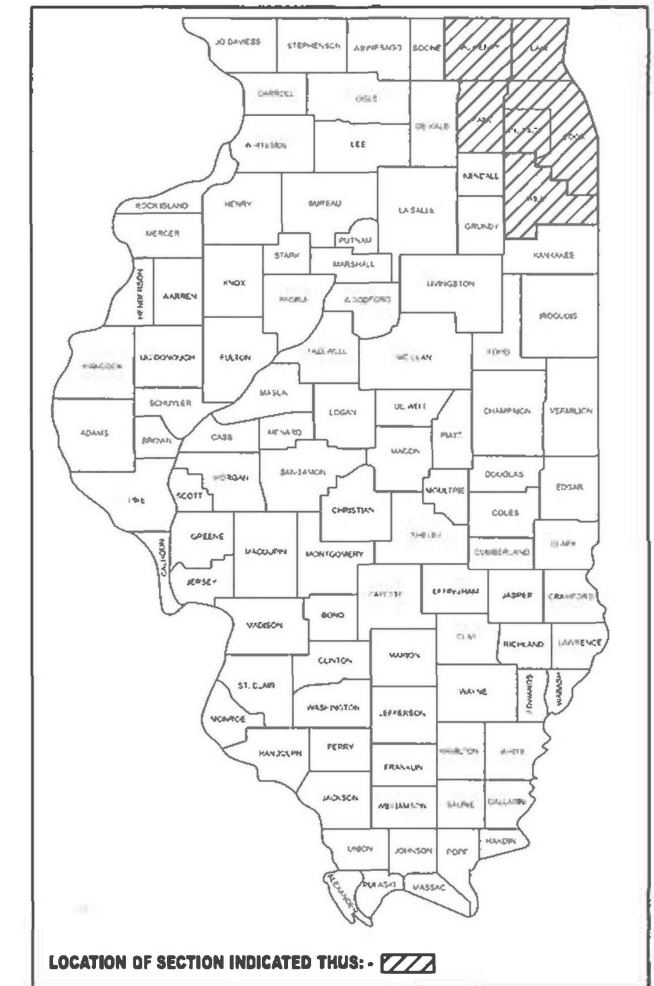 JO DAVIESS STEPHENSON WINNEBAGO BOONE McHENRY LAKE
CARROLL OGLE DE KALB KANE COOK
WHITESIDE LEE
KENDALL WILL
ROCK ISLAND HENRY BUREAU LA SALLE
MERCER PUTNAM GRUNDY
STARK MARSHALL KANKAKEE
HENDERSON WARREN KNOX PEORIA WOODFORD LIVINGSTON IROQUOIS
HANCOCK McDONOUGH FULTON TAZEWELL McLEAN FORD
SCHUYLER MASON LOGAN DE WITT CHAMPAIGN VERMILION
ADAMS BROWN CASS MENARD PIATT
MACON
PIKE SCOTT MORGAN SANGAMON MOULTRIE DOUGLAS EDGAR
CHRISTIAN COLES
CALHOUN GREENE MACOUPIN MONTGOMERY SHELBY CUMBERLAND CLARK
JERSEY FAYETTE EFFINGHAM JASPER CRAWFORD
MADISON BOND
CLAY RICHLAND LAWRENCE
CLINTON MARION
ST. CLAIR WAYNE EDWARDS WABASH
MONROE WASHINGTON JEFFERSON
RANDOLPH PERRY HAMILTON WHITE
FRANKLIN
JACKSON WILLIAMSON SALINE GALLATIN
UNION JOHNSON POPE HARDIN
ALEXANDER PULASKI MASSAC
LOCATION OF SECTION INDICATED THUS: -